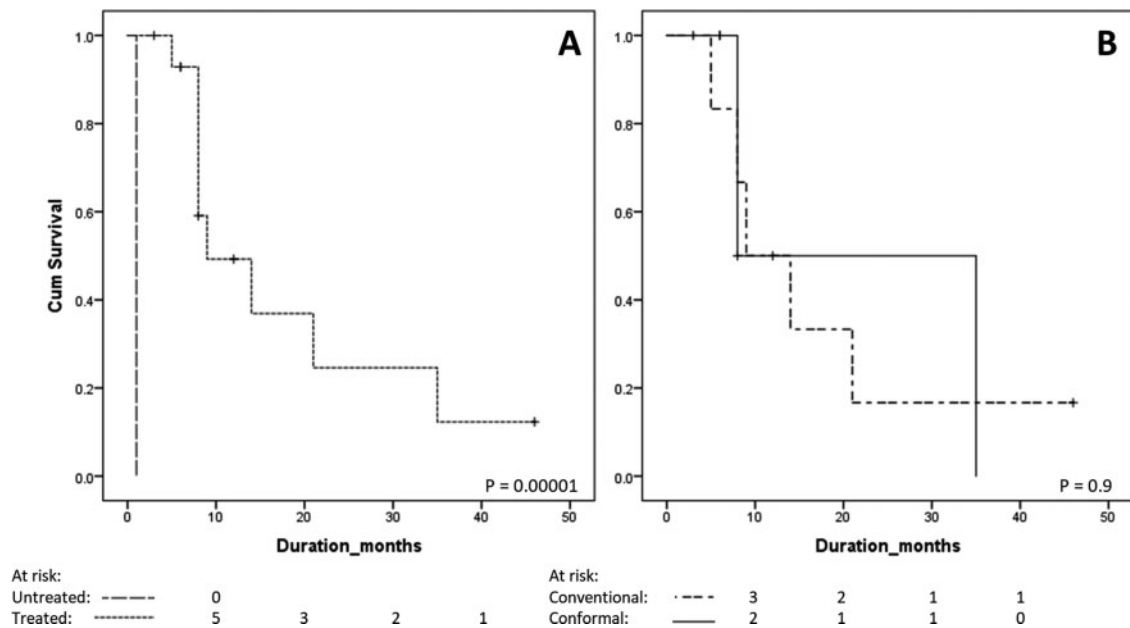 A
1.0
0.8
0.6
0.4
0.2
0.0
Cum Survival
P = 0.00001
0 10 20 30 40 50
Duration_months
At risk:
Untreated: 0
Treated: 5 3 2 1
B
1.0
0.8
0.6
0.4
0.2
0.0
P = 0.9
0 10 20 30 40 50
Duration_months
At risk:
Conventional: 3 2 1 1
Conformal: 2 1 1 0